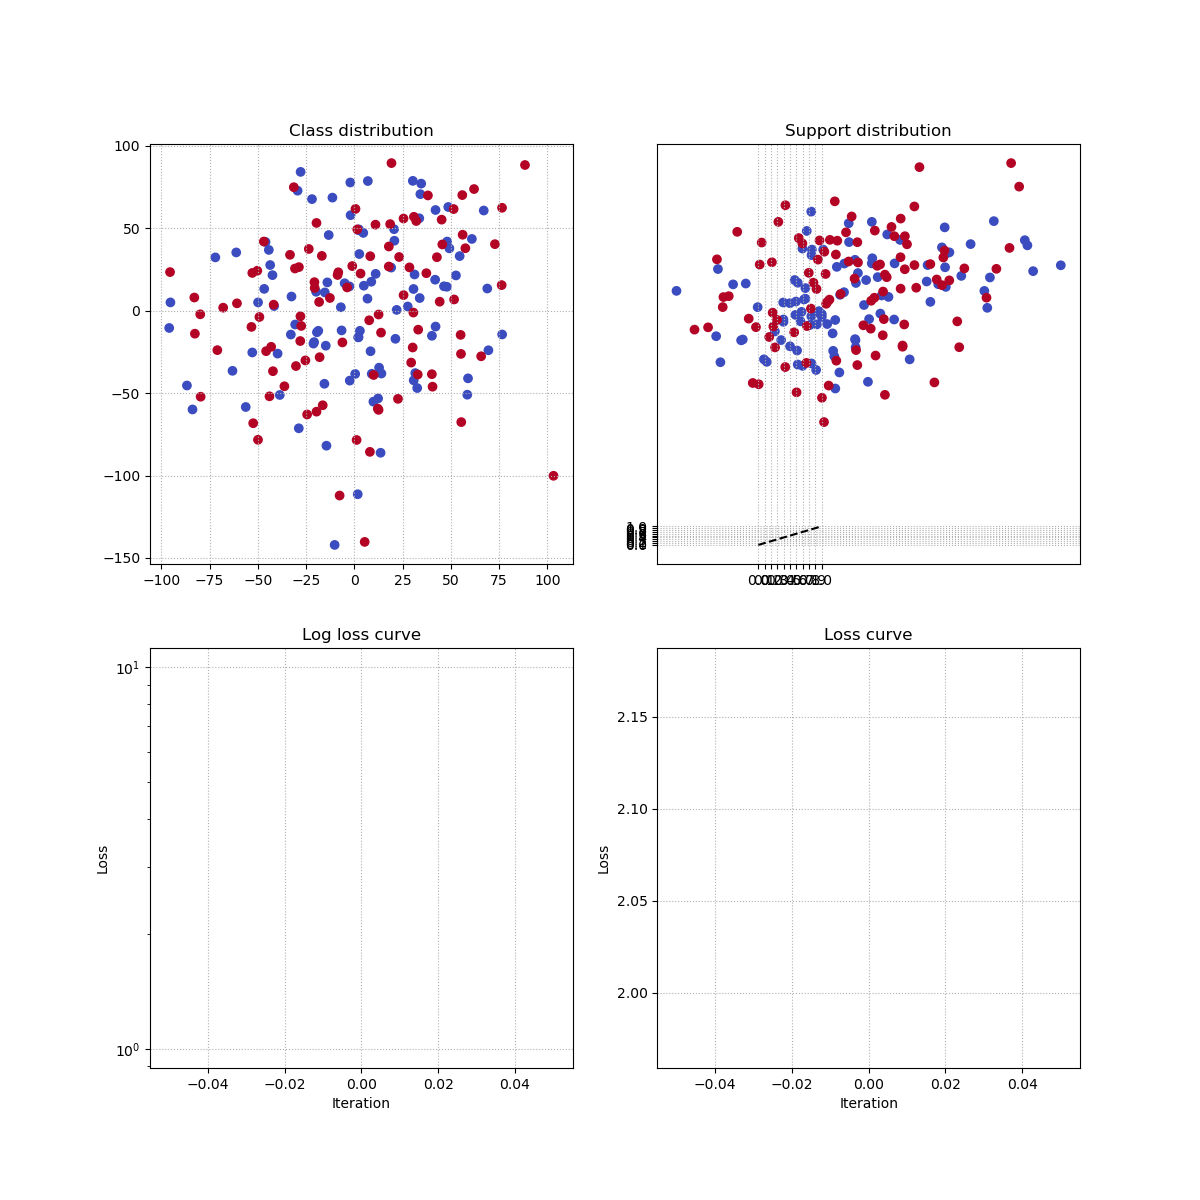 Class distribution
Support distribution
100
50
0
−50
−100
−150
−100 −75 −50 −25 0 25 50 75 100
Log loss curve
Loss curve
Loss
10¹
10⁰
−0.04 −0.02 0.00 0.02 0.04
Iteration
Loss
2.15
2.10
2.05
2.00
−0.04 −0.02 0.00 0.02 0.04
Iteration